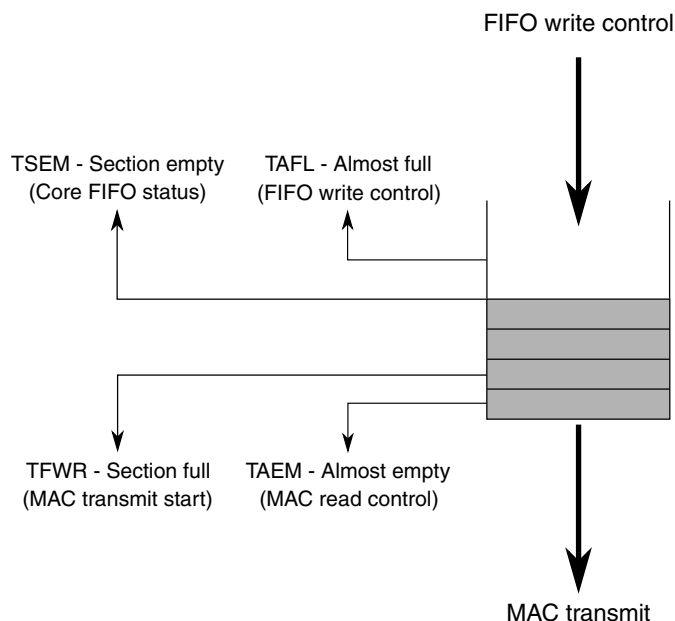 FIFO write control
TSEM - Section empty
(Core FIFO status)
TAFL - Almost full
(FIFO write control)
TFWR - Section full
(MAC transmit start)
TAEM - Almost empty
(MAC read control)
MAC transmit